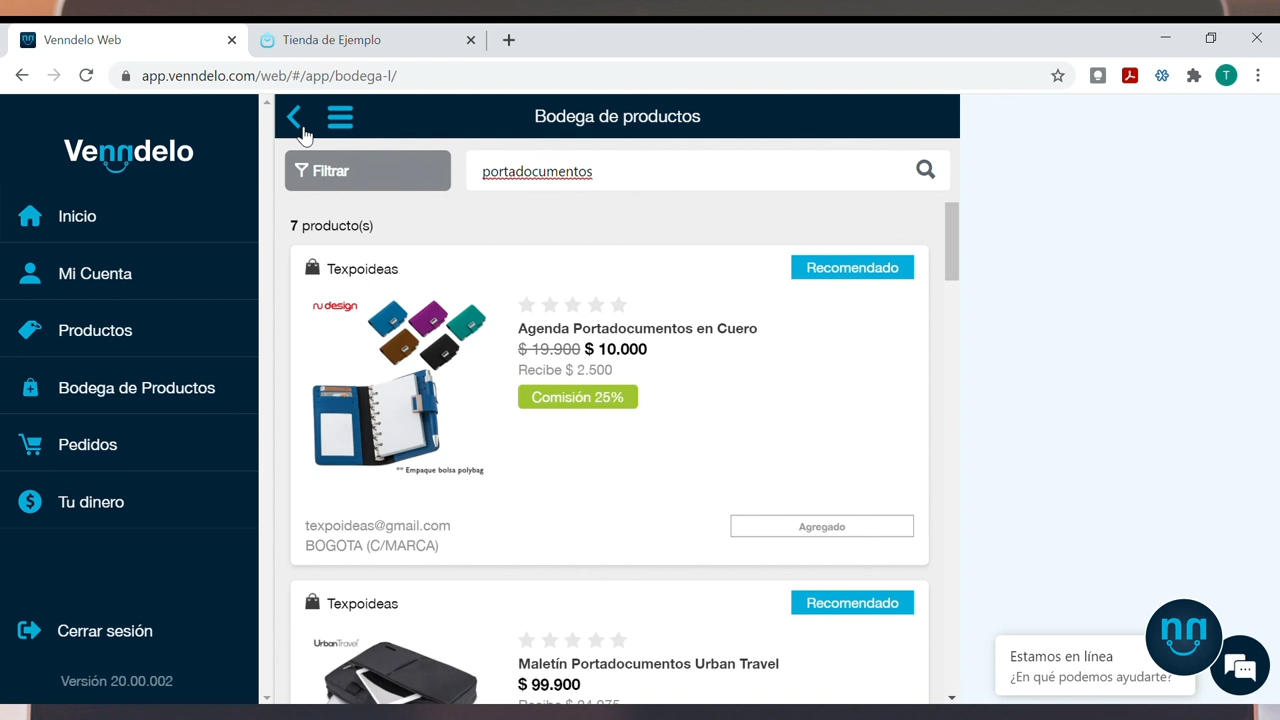 Venndelo Web
Tienda de Ejemplo
app.venndelo.com/web/#/app/bodega-l/
T
Venndelo
Inicio
Mi Cuenta
Productos
Bodega de Productos
Pedidos
Tu dinero
Cerrar sesión
Versión 20.00.002
Bodega de productos
Filtrar
portadocumentos
7 producto(s)
Texpoideas
Recomendado
nu design
** Empaque bolsa polybag
Agenda Portadocumentos en Cuero
$ 19.900 $ 10.000
Recibe $ 2.500
Comisión 25%
texpoideas@gmail.com
BOGOTA (C/MARCA)
Agregado
Texpoideas
Recomendado
UrbanTravel
Maletín Portadocumentos Urban Travel
$ 99.900
Recibe $ 24.975
Estamos en línea
¿En qué podemos ayudarte?
nn